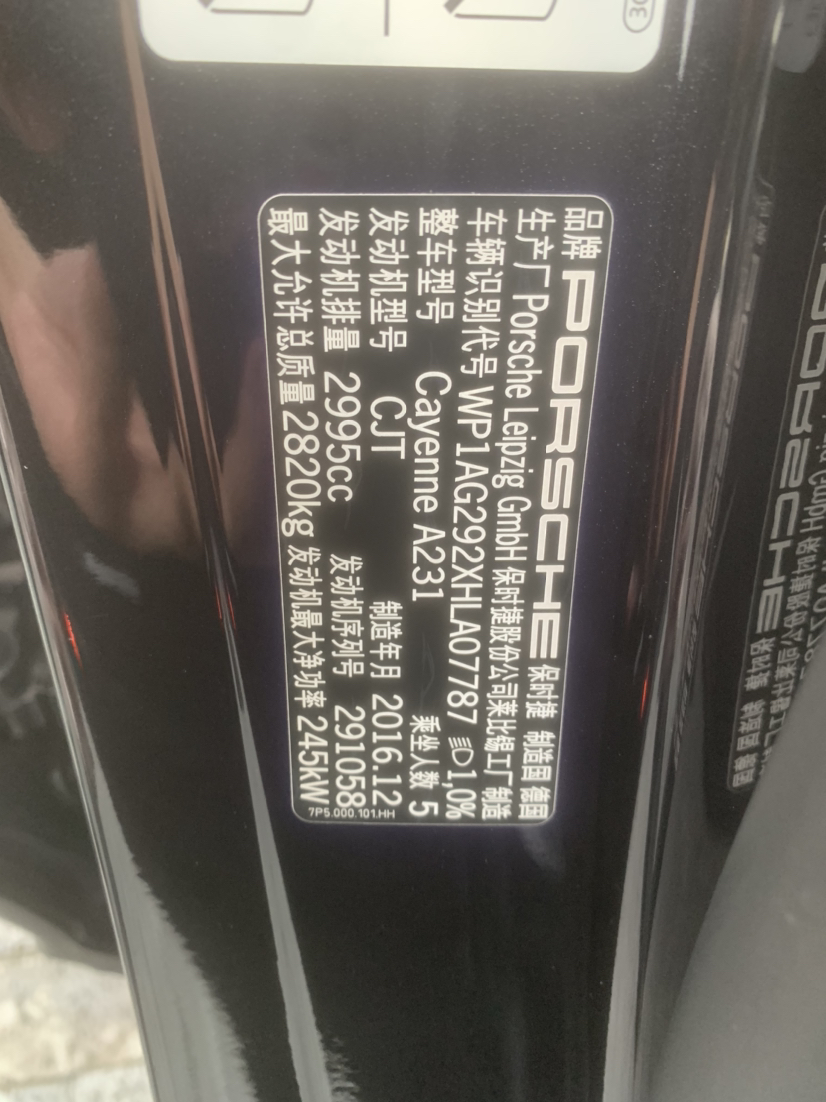 品牌 PORSCHE 保时捷 制造国 德国
生产厂 Porsche Leipzig GmbH 保时捷股份公司莱比锡工厂制造
车辆识别代号 WP1AG292XHLA07787 1,0%
整车型号 Cayenne A231 乘坐人数 5
发动机型号 CJT 制造年月 2016.12
发动机排量 2995cc 发动机序列号 291058
最大允许总质量 2820kg 发动机最大净功率 245kW
7P5.000.101.HH